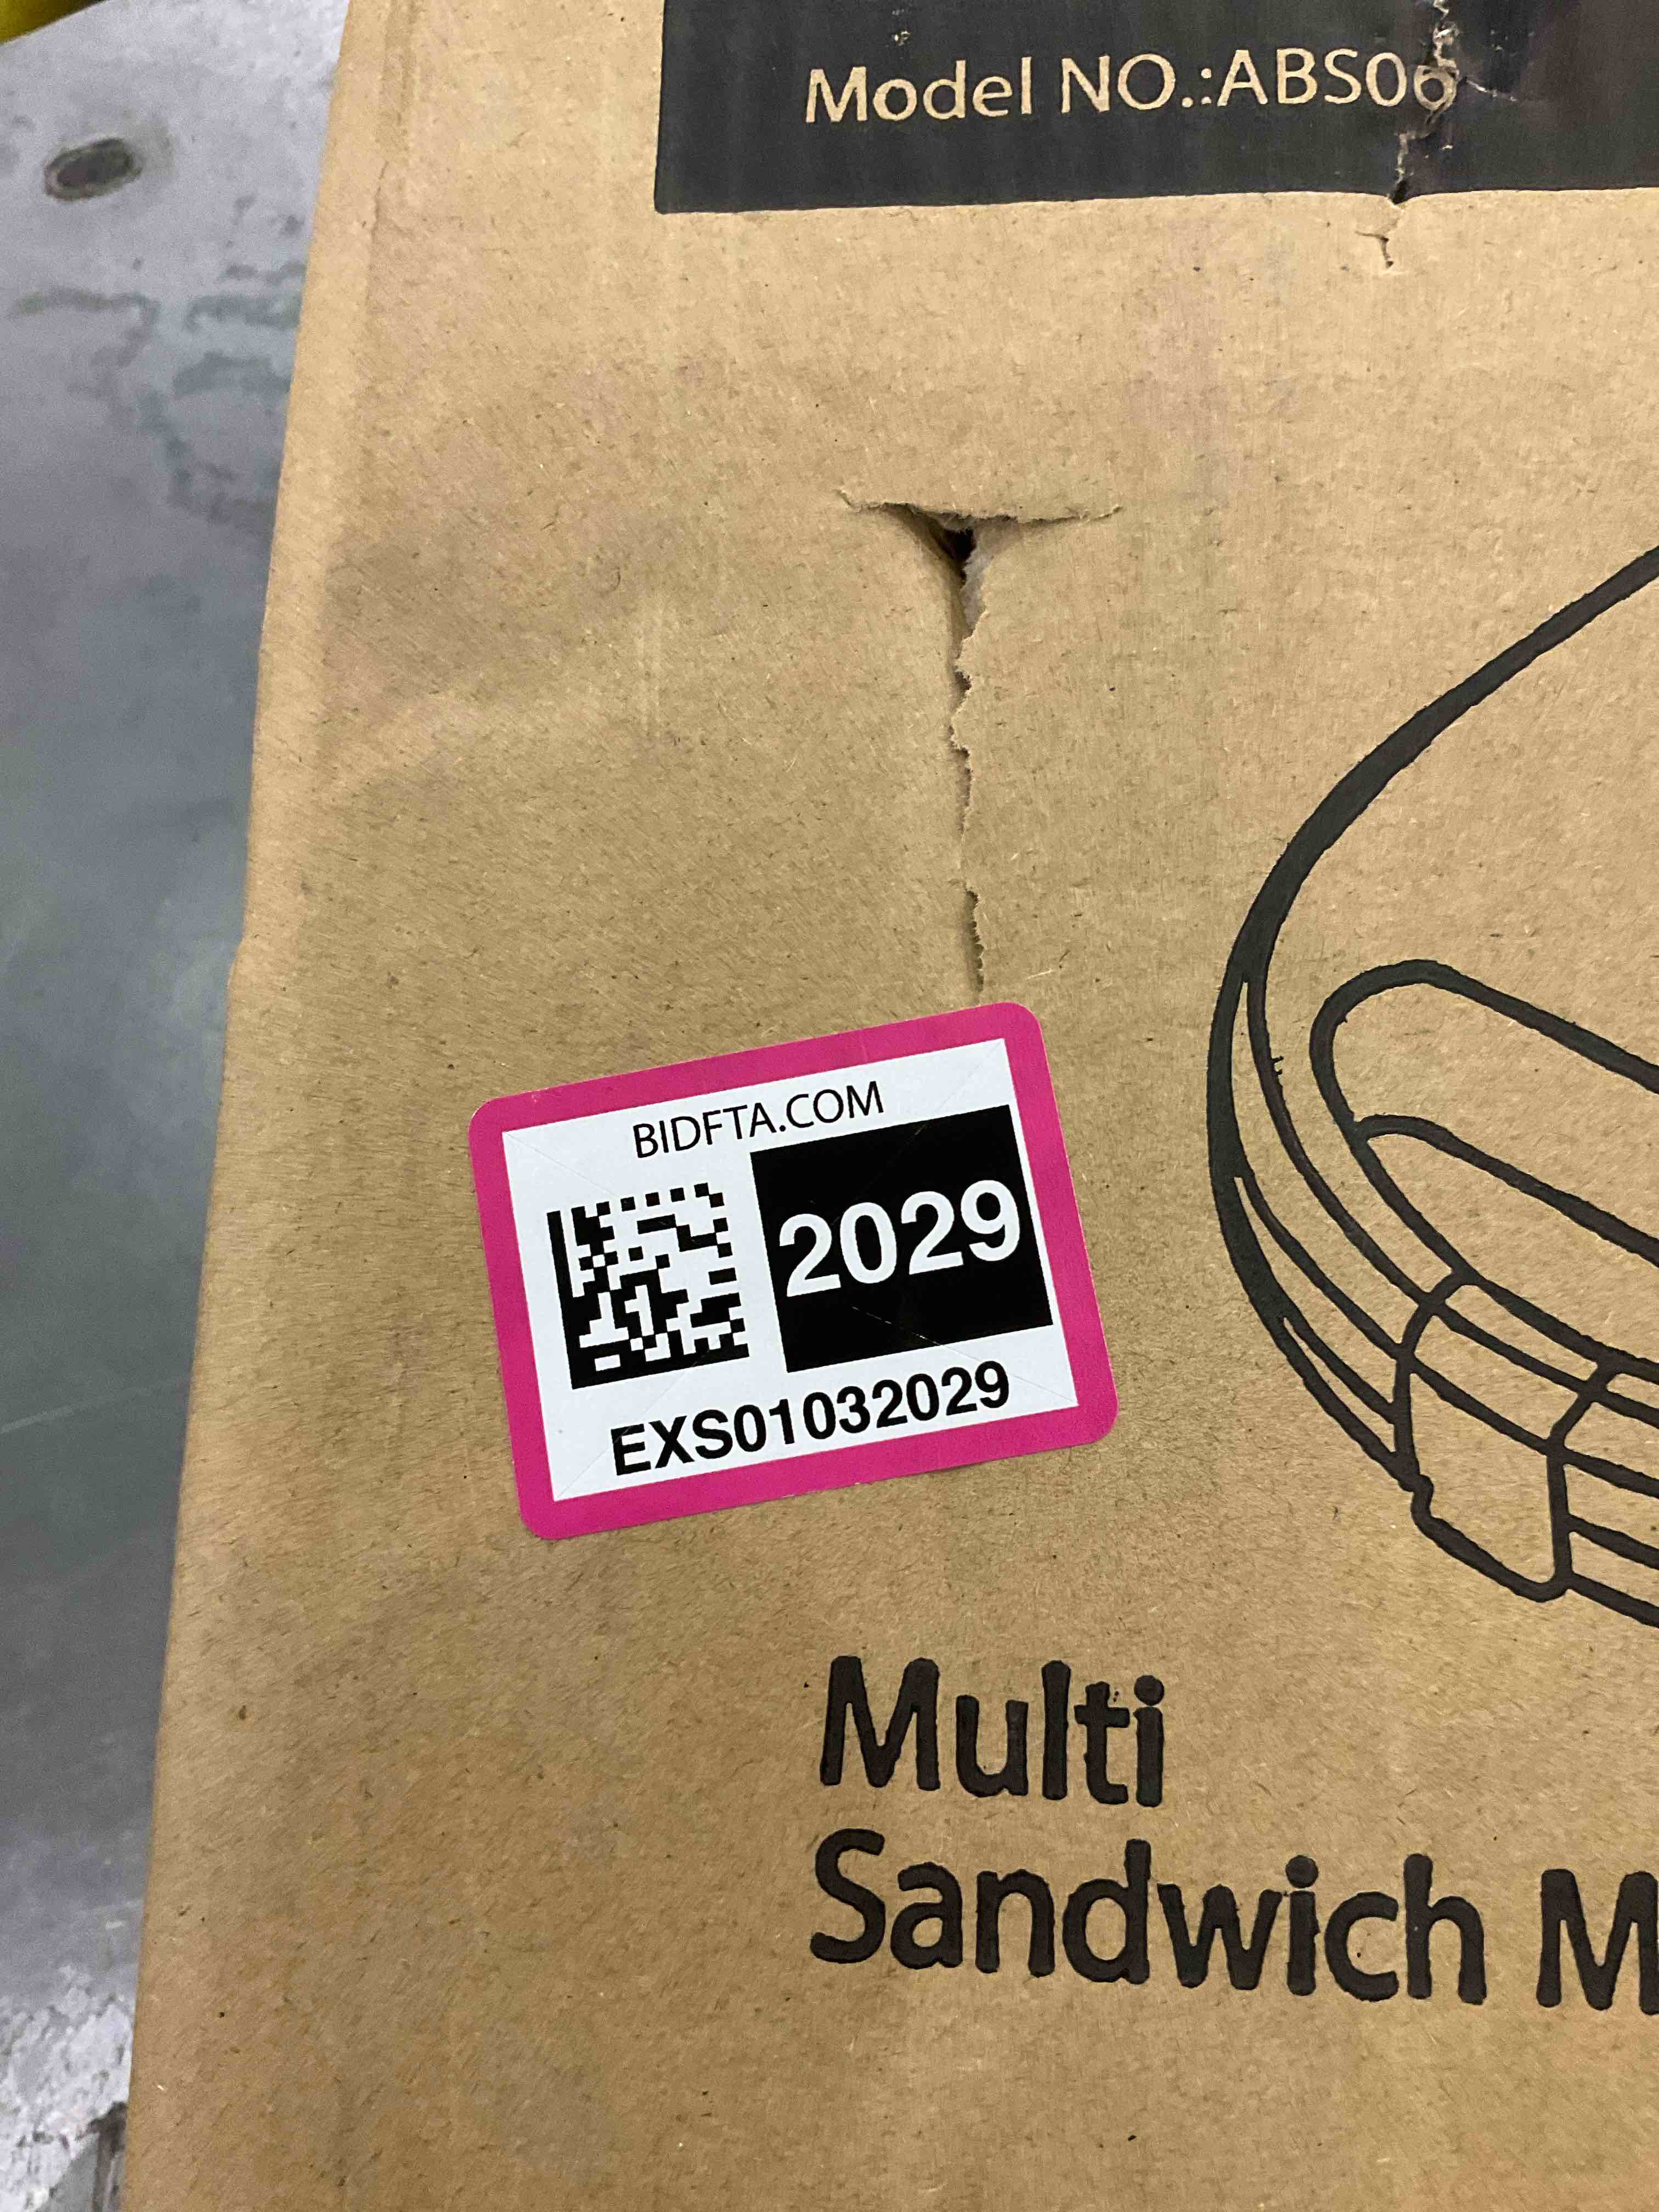 Model NO.:ABS06
BIDFTA.COM
2029
EXS01032029
Multi
Sandwich M